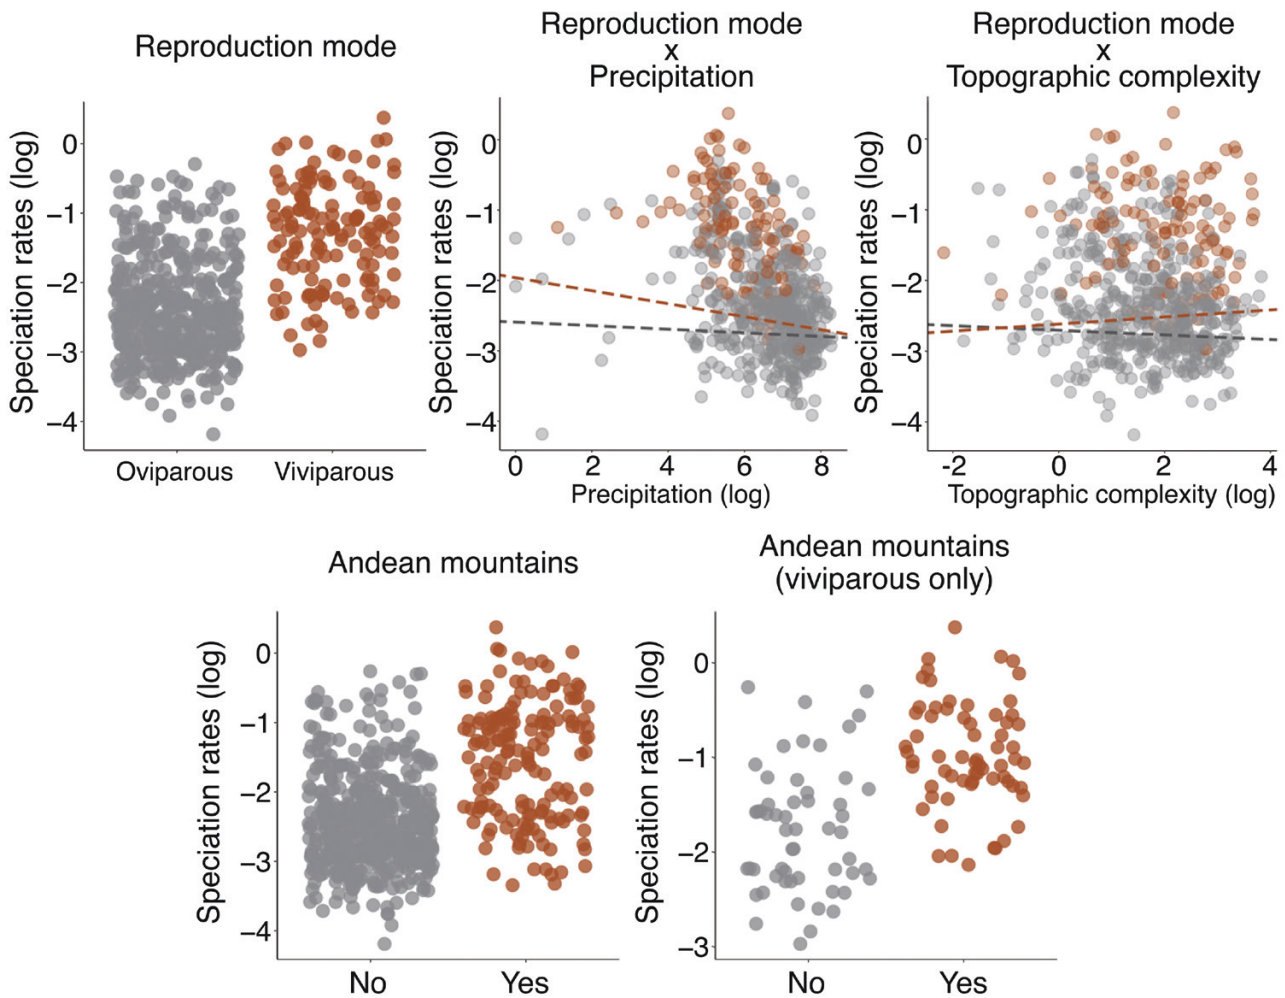 Reproduction mode
Speciation rates (log)
0
−1
−2
−3
−4
Oviparous Viviparous
Reproduction mode
x
Precipitation
Speciation rates (log)
0
−1
−2
−3
−4
0 2 4 6 8
Precipitation (log)
Reproduction mode
x
Topographic complexity
Speciation rates (log)
0
−1
−2
−3
−4
-2 0 2 4
Topographic complexity (log)
Andean mountains
Speciation rates (log)
0
−1
−2
−3
−4
No Yes
Andean mountains
(viviparous only)
Speciation rates (log)
0
−1
−2
−3
No Yes